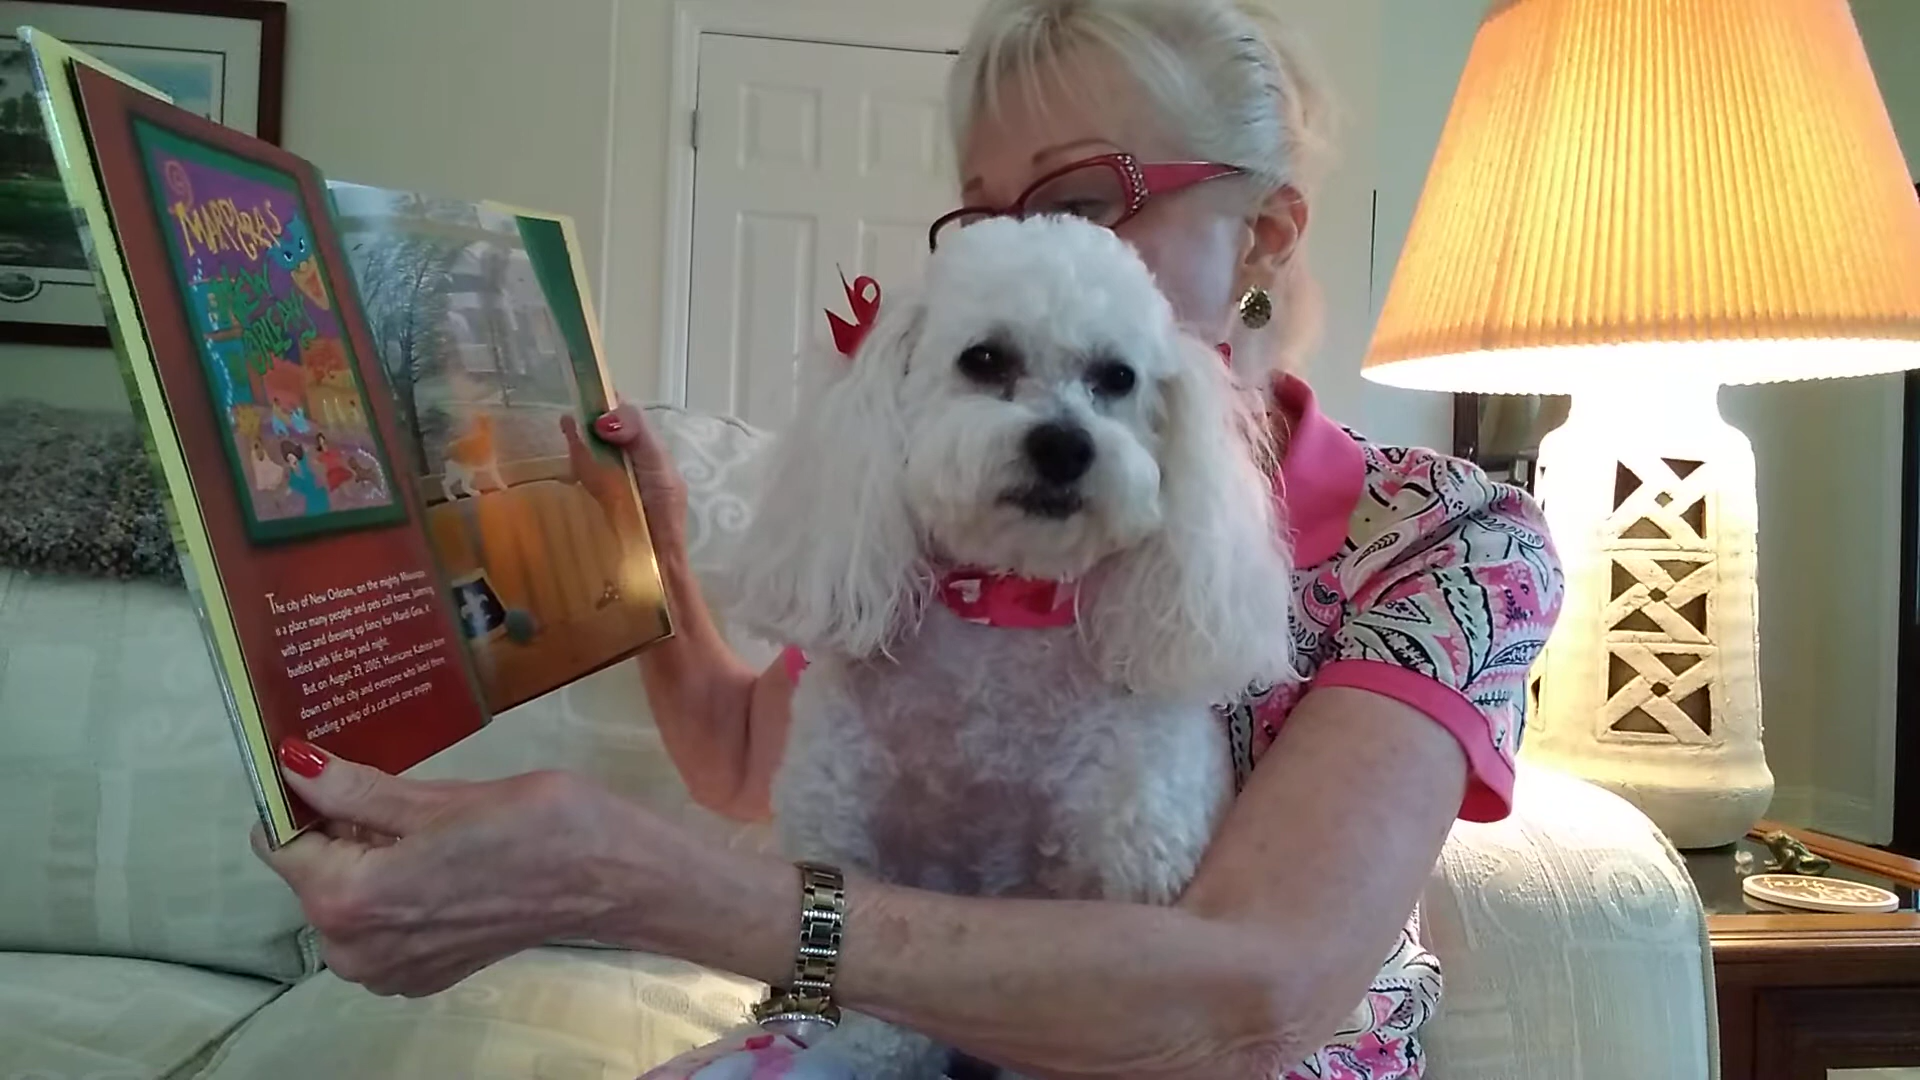 MARDI GRAS
NEW
ORLEANS
The city of New Orleans, on the mighty Mississippi
is a place many people and pets call home. Jamming
with jazz and dressing up fancy for Mardi Gras, it
bustled with life day and night.
But on August 29, 2005, Hurricane Katrina tore
down on the city and everyone who lived there
including a wisp of a cat and one puppy
faith